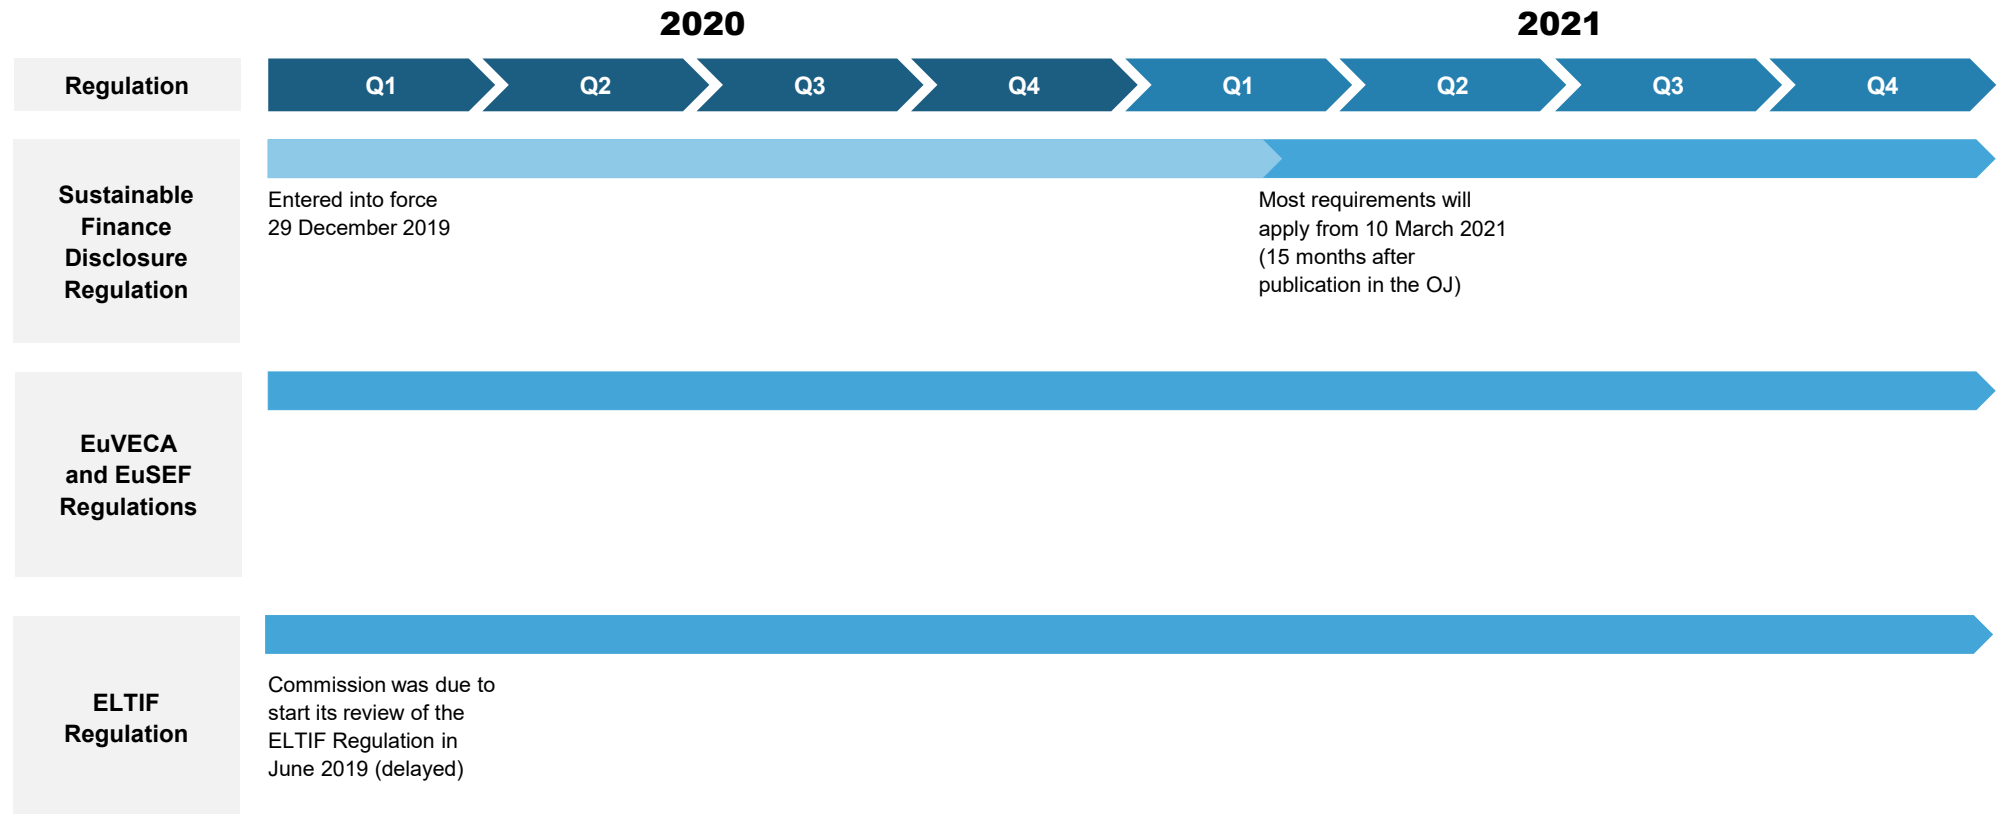 2020
2021
Regulation
Q1
Q2
Q3
Q4
Q1
Q2
Q3
Q4
Sustainable
Finance
Disclosure
Regulation
Entered into force
29 December 2019
Most requirements will
apply from 10 March 2021
(15 months after
publication in the OJ)
EuVECA
and EuSEF
Regulations
ELTIF
Regulation
Commission was due to
start its review of the
ELTIF Regulation in
June 2019 (delayed)